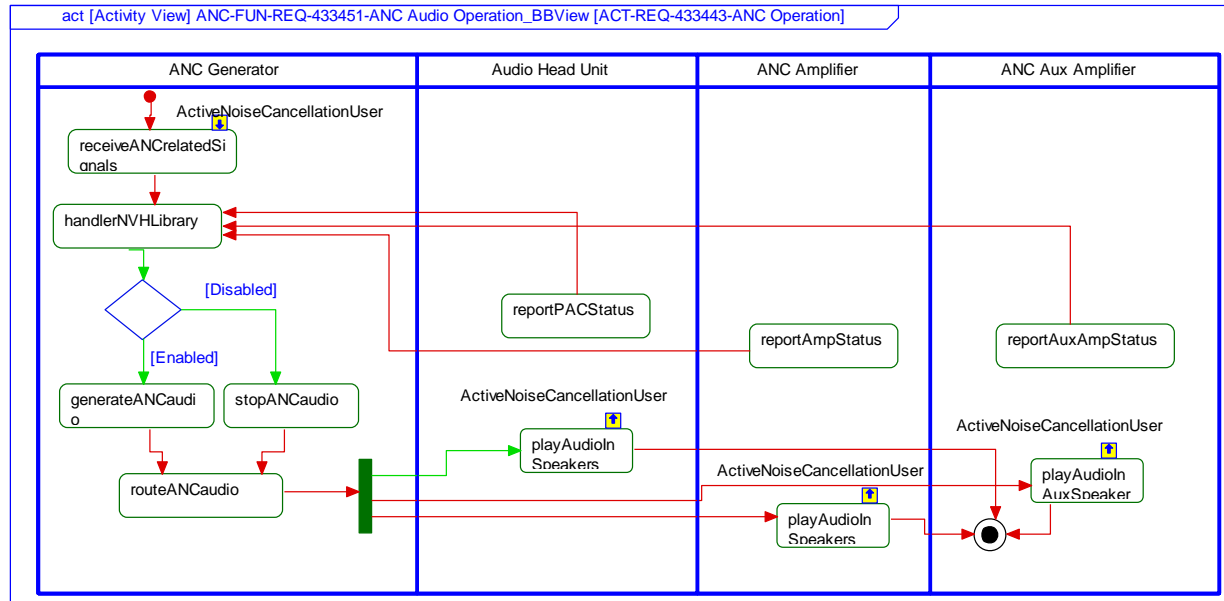 act [Activity View] ANC-FUN-REQ-433451-ANC Audio Operation_BBView [ACT-REQ-433443-ANC Operation]
ANC Generator
Audio Head Unit
ANC Amplifier
ANC Aux Amplifier
ActiveNoiseCancellationUser
receiveANCrelatedSi
gnals
handlerNVHLibrary
[Disabled]
reportPACStatus
reportAmpStatus
reportAuxAmpStatus
[Enabled]
generateANCaudi
o
stopANCaudio
ActiveNoiseCancellationUser
playAudioIn
Speakers
ActiveNoiseCancellationUser
playAudioIn
AuxSpeaker
routeANCaudio
ActiveNoiseCancellationUser
playAudioIn
Speakers